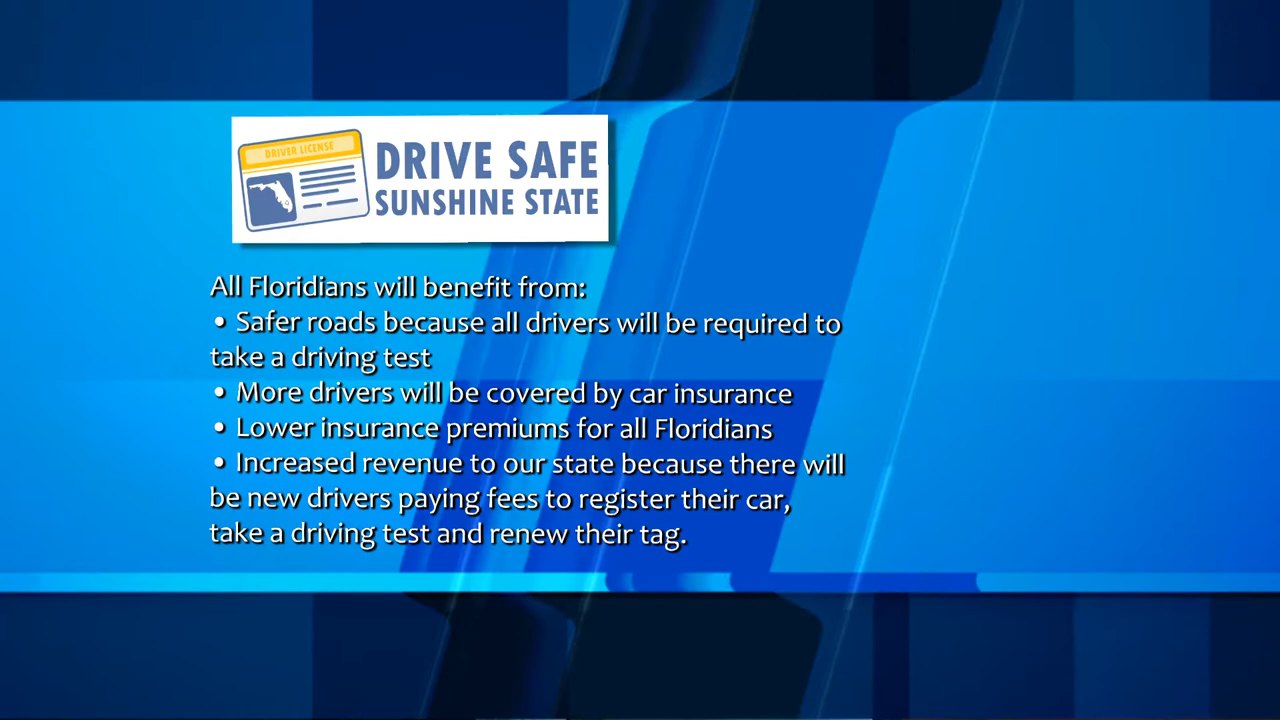 DRIVER LICENSE
DRIVE SAFE
SUNSHINE STATE
All Floridians will benefit from:
• Safer roads because all drivers will be required to
take a driving test
• More drivers will be covered by car insurance
• Lower insurance premiums for all Floridians
• Increased revenue to our state because there will
be new drivers paying fees to register their car,
take a driving test and renew their tag.